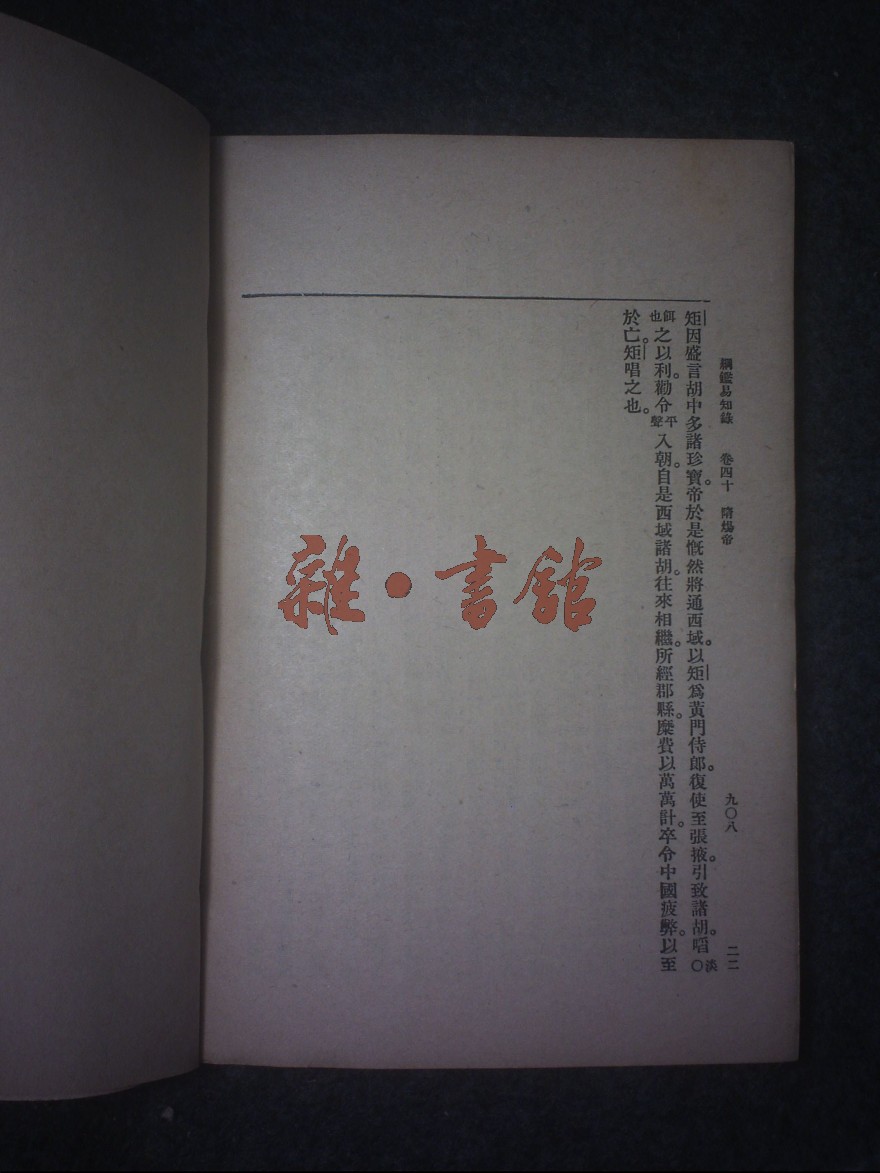 綱鑑易知錄　卷四十　隋煬帝　九〇八　二二
矩因盛言胡中多諸珍寶。帝於是慨然將通西域。以矩爲黃門侍郎。復使至張掖。引致諸胡。啗淡〇
餌也之以利。勸令平聲入朝。自是西域諸胡。往來相繼。所經郡縣。糜費以萬萬計。卒令中國疲弊。以至
於亡。矩唱之也。
雜·書館